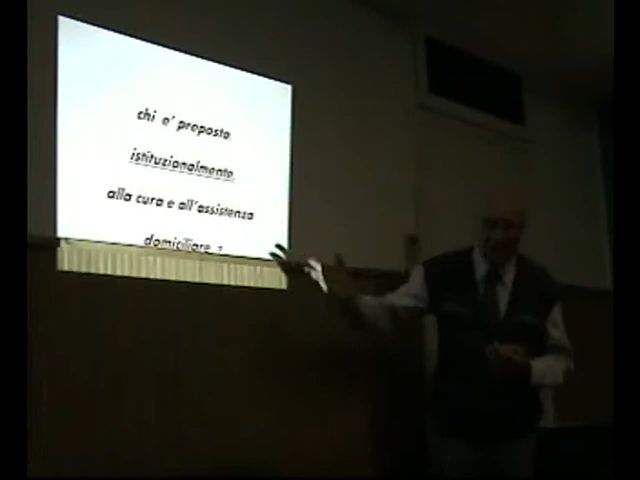 chi e' proposto
istituzionalmente
alla cura e all'assistenza
domiciliare ?